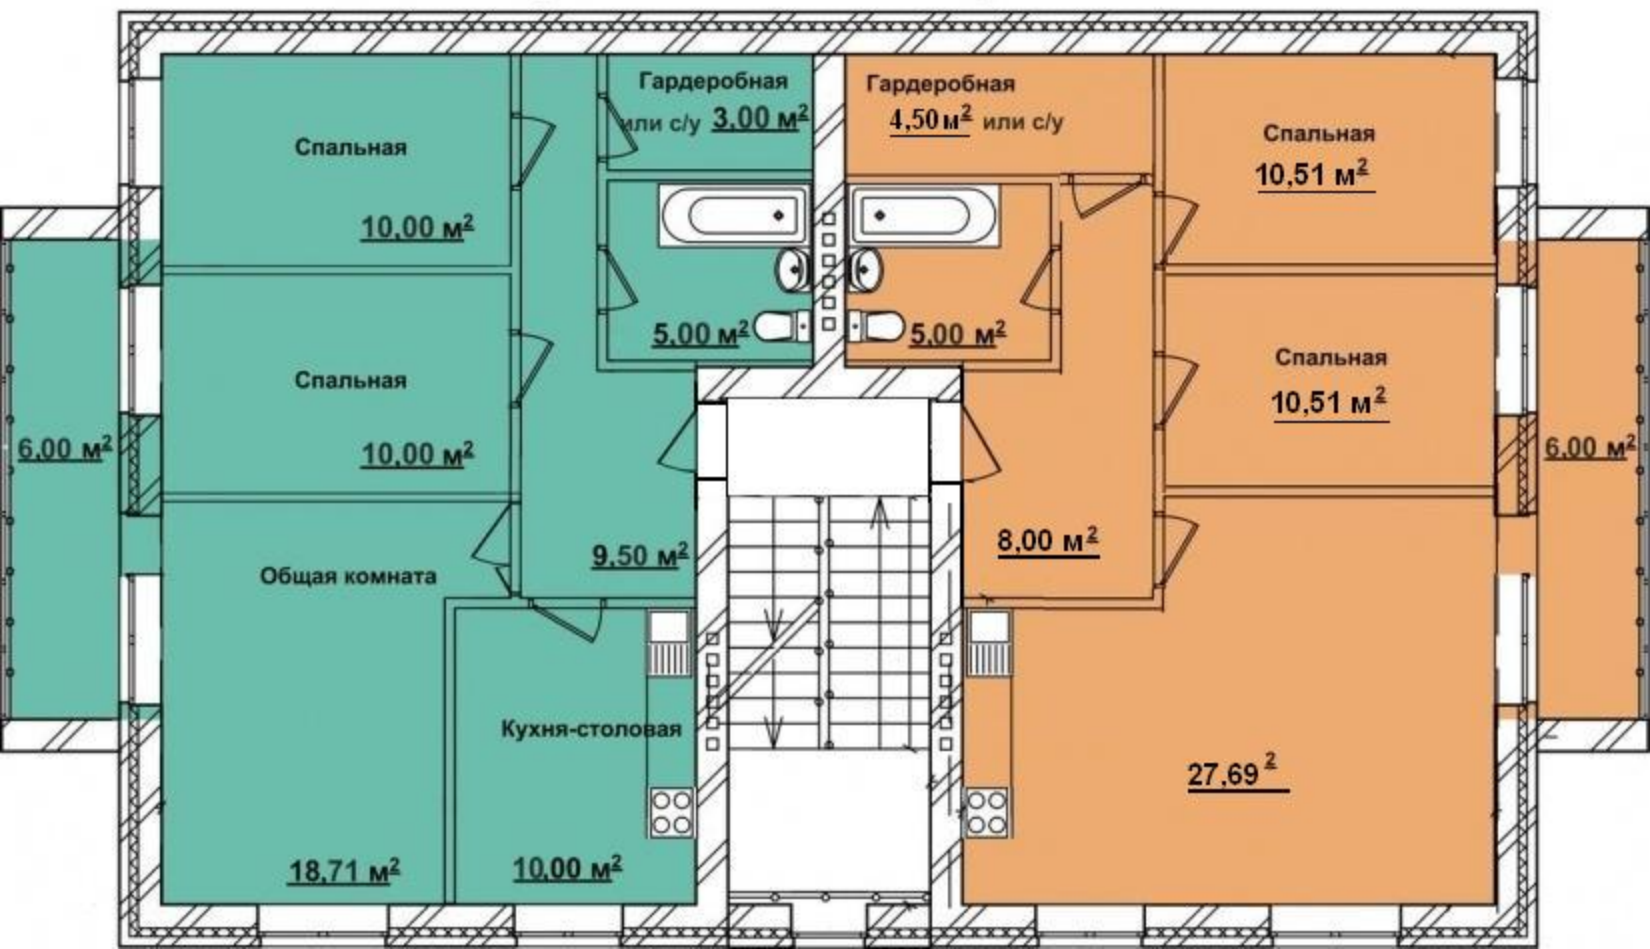 Гардеробная
или с/у 3,00 м²
Гардеробная
4,50 м² или с/у
Спальная
10,00 м²
Спальная
10,51 м²
5,00 м²
5,00 м²
Спальная
10,00 м²
Спальная
10,51 м²
6,00 м²
6,00 м²
9,50 м²
8,00 м²
Общая комната
Кухня-столовая
27,69 ²
18,71 м²
10,00 м²